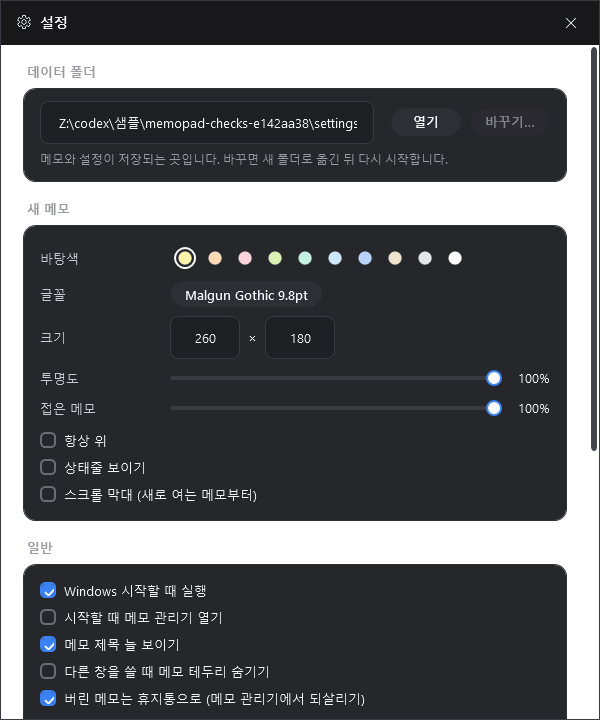 설정
데이터 폴더
Z:\codex\샘플\memopad-checks-e142aa38\settings
열기
바꾸기...
메모와 설정이 저장되는 곳입니다. 바꾸면 새 폴더로 옮긴 뒤 다시 시작합니다.
새 메모
바탕색
글꼴
Malgun Gothic 9.8pt
크기
260 × 180
투명도
100%
접은 메모
100%
항상 위
상태줄 보이기
스크롤 막대 (새로 여는 메모부터)
일반
Windows 시작할 때 실행
시작할 때 메모 관리기 열기
메모 제목 늘 보이기
다른 창을 쓸 때 메모 테두리 숨기기
버린 메모는 휴지통으로 (메모 관리기에서 되살리기)